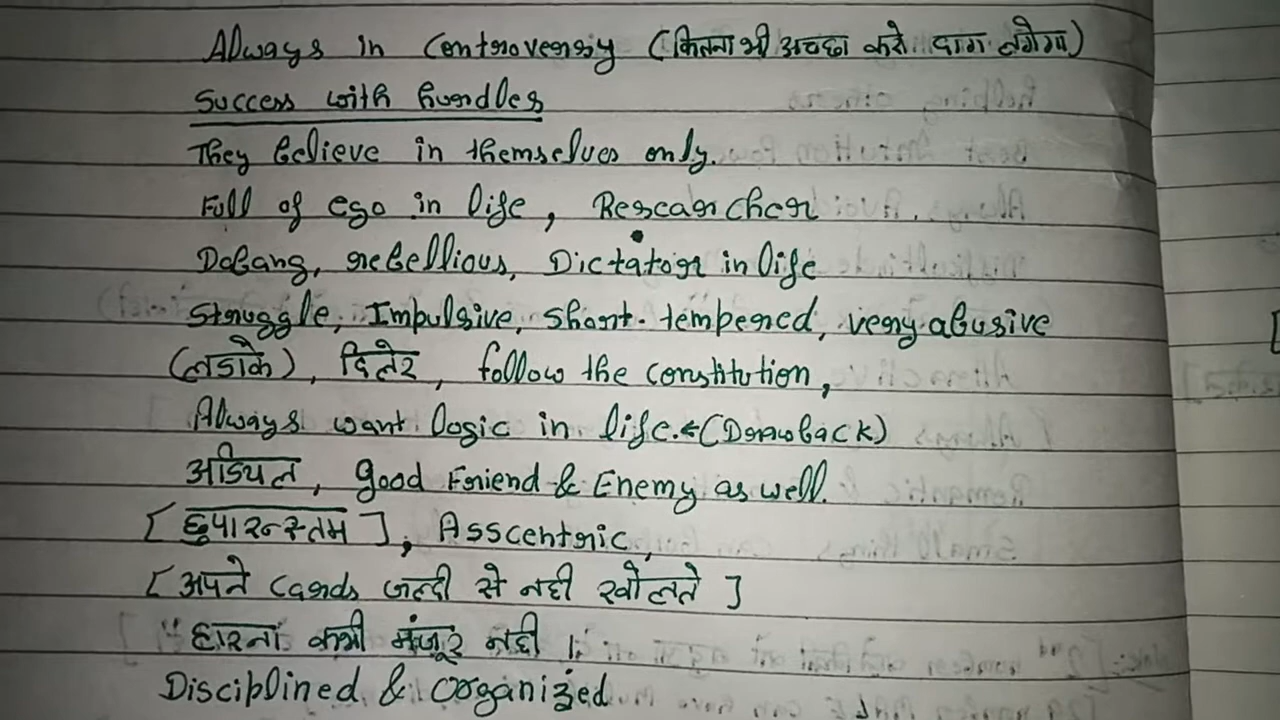 Always in Controversy (कितना भी अच्छा करो दाग लगेगा)
Success with hurdles
They believe in themselves only.
Full of ego in life, Researcher
Dabang, rebellious, Dictator in life
Struggle, Impulsive, short-tempered, very abusive
(लडाके), दिलेर, follow the constitution,
Always want logic in life.←(Drawback)
अडियल, good Friend & Enemy as well.
[छुपा रुस्तम], Asscentric,
[अपने Cards जल्दी से नही खोलते]
"हारना कभी मंजूर नही।
Disciplined & organized